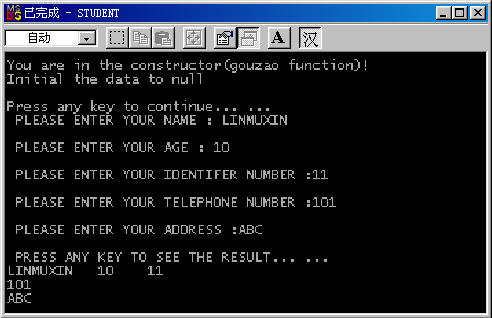 已完成 - STUDENT
自动
A
汉
You are in the constructor(gouzao function)!
Initial the data to null
Press any key to continue... ...
PLEASE ENTER YOUR NAME : LINMUXIN
PLEASE ENTER YOUR AGE : 10
PLEASE ENTER YOUR IDENTIFER NUMBER :11
PLEASE ENTER YOUR TELEPHONE NUMBER :101
PLEASE ENTER YOUR ADDRESS :ABC
PRESS ANY KEY TO SEE THE RESULT... ...
LINMUXIN 10 11
101
ABC